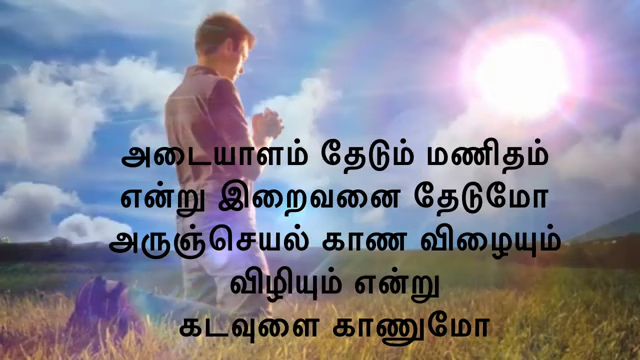 அடையாளம் தேடும் மணிதம்
என்று இறைவனை தேடுமோ
அருஞ்செயல் காண விழையும்
விழியும் என்று
கடவுளை காணுமோ